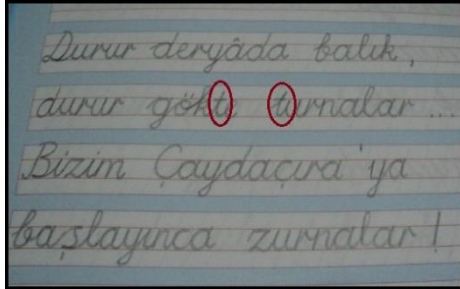 Durur deryâda balık,
durur gökte turnalar ...
Bizim Çaydaçıra'ya
başlayınca zurnalar!